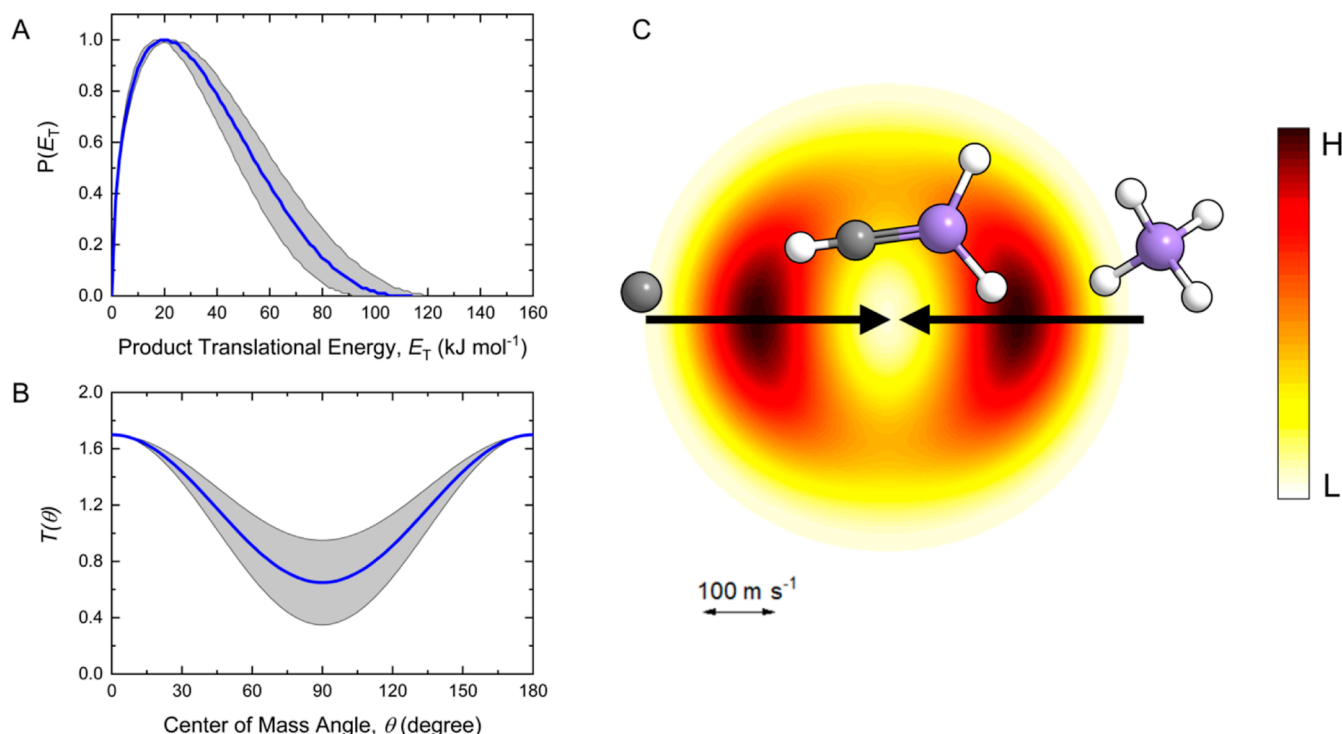 A
P(E_T)
1.0
0.8
0.6
0.4
0.2
0.0
0 20 40 60 80 100 120 140 160
Product Translational Energy, E_T (kJ mol⁻¹)
B
T(θ)
2.0
1.6
1.2
0.8
0.4
0.0
0 30 60 90 120 150 180
Center of Mass Angle, θ (degree)
C
H
L
100 m s⁻¹